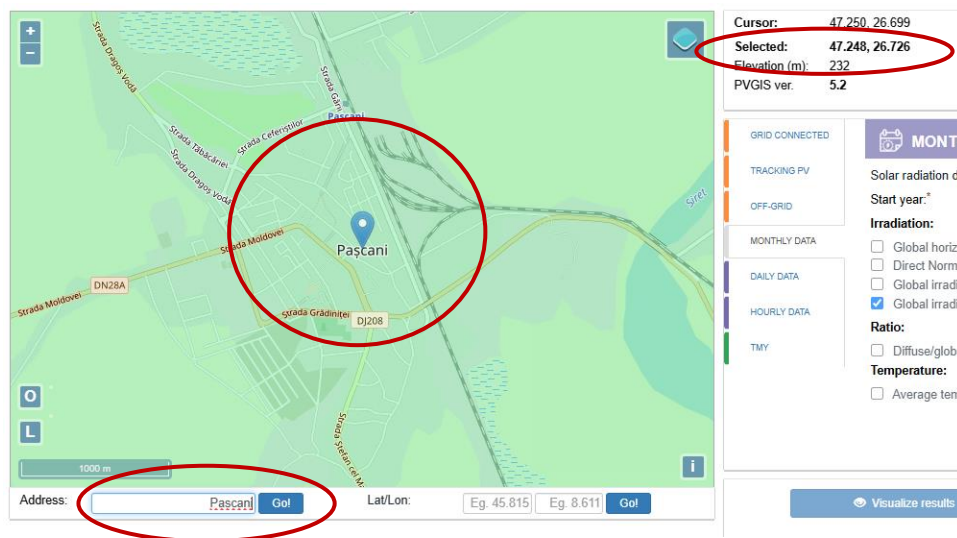 +
−
Strada Dragoș Vodă
Strada Gării
Pașcani
Strada Ceferiștilor
Strada Tăbăcăriei
Strada Dragoș Vodă
Siret
Strada Moldovei
Pașcani
DN28A
Strada Moldovei
Strada Grădiniței
DJ208
Strada Ștefan cel M
O
L
1000 m
i
Address: Pașcani Go! Lat/Lon: Eg. 45.815 Eg. 8.611 Go!
Cursor: 47.250, 26.699
Selected: 47.248, 26.726
Elevation (m): 232
PVGIS ver. 5.2
GRID CONNECTED
TRACKING PV
OFF-GRID
MONTHLY DATA
DAILY DATA
HOURLY DATA
TMY
MONT
Solar radiation d
Start year:*
Irradiation:
Global horiz
Direct Norm
Global irradi
Global irradi
Ratio:
Diffuse/glob
Temperature:
Average tem
Visualize results